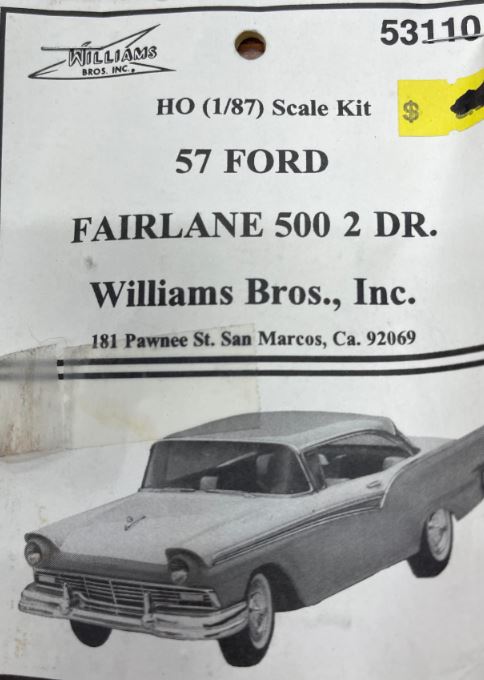 WILLIAMS
BROS. INC.
53110
HO (1/87) Scale Kit
$
57 FORD
FAIRLANE 500 2 DR.
Williams Bros., Inc.
181 Pawnee St. San Marcos, Ca. 92069